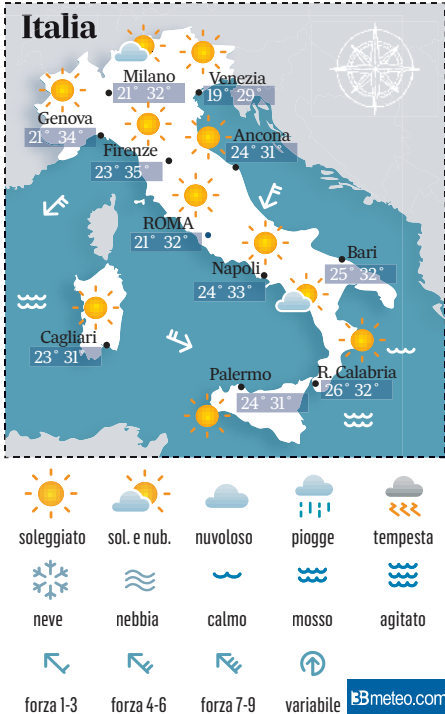 Italia
Milano
21° 32°
Venezia
19° 29°
Genova
21° 34°
Firenze
23° 35°
Ancona
24° 31°
ROMA
21° 32°
Napoli
24° 33°
Bari
25° 32°
Cagliari
23° 31°
Palermo
24° 31°
R. Calabria
26° 32°
soleggiato sol. e nub. nuvoloso piogge tempesta
neve nebbia calmo mosso agitato
forza 1-3 forza 4-6 forza 7-9 variabile
3Bmeteo.com